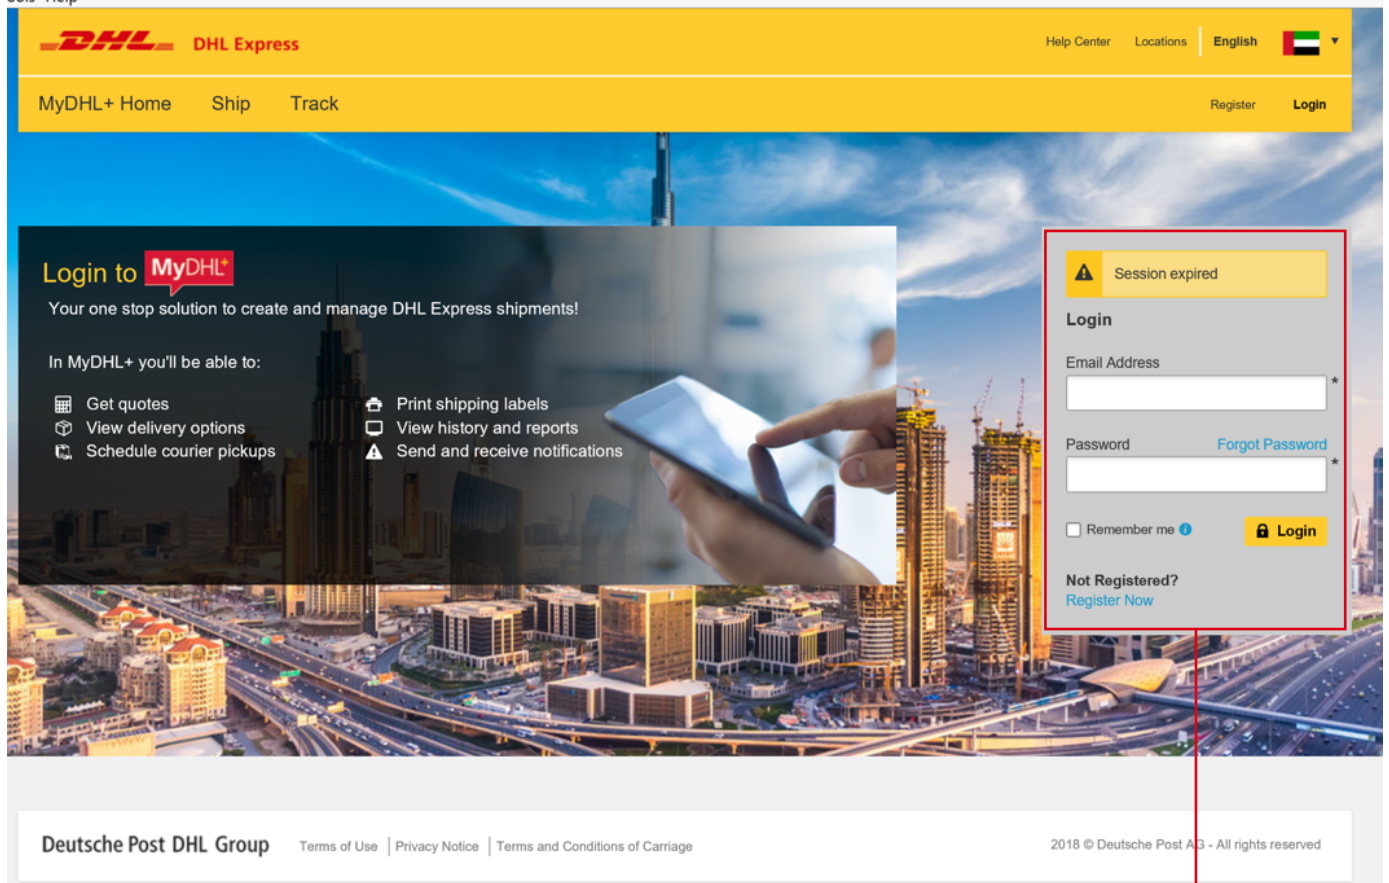 Help
DHL DHL Express
Help Center Locations English
MyDHL+ Home Ship Track
Register Login
Login to MyDHL+
Your one stop solution to create and manage DHL Express shipments!
In MyDHL+ you'll be able to:
Get quotes
View delivery options
Schedule courier pickups
Print shipping labels
View history and reports
Send and receive notifications
Session expired
Login
Email Address
*
Password Forgot Password
*
Remember me
Login
Not Registered?
Register Now
Deutsche Post DHL Group Terms of Use | Privacy Notice | Terms and Conditions of Carriage
2018 © Deutsche Post AG - All rights reserved